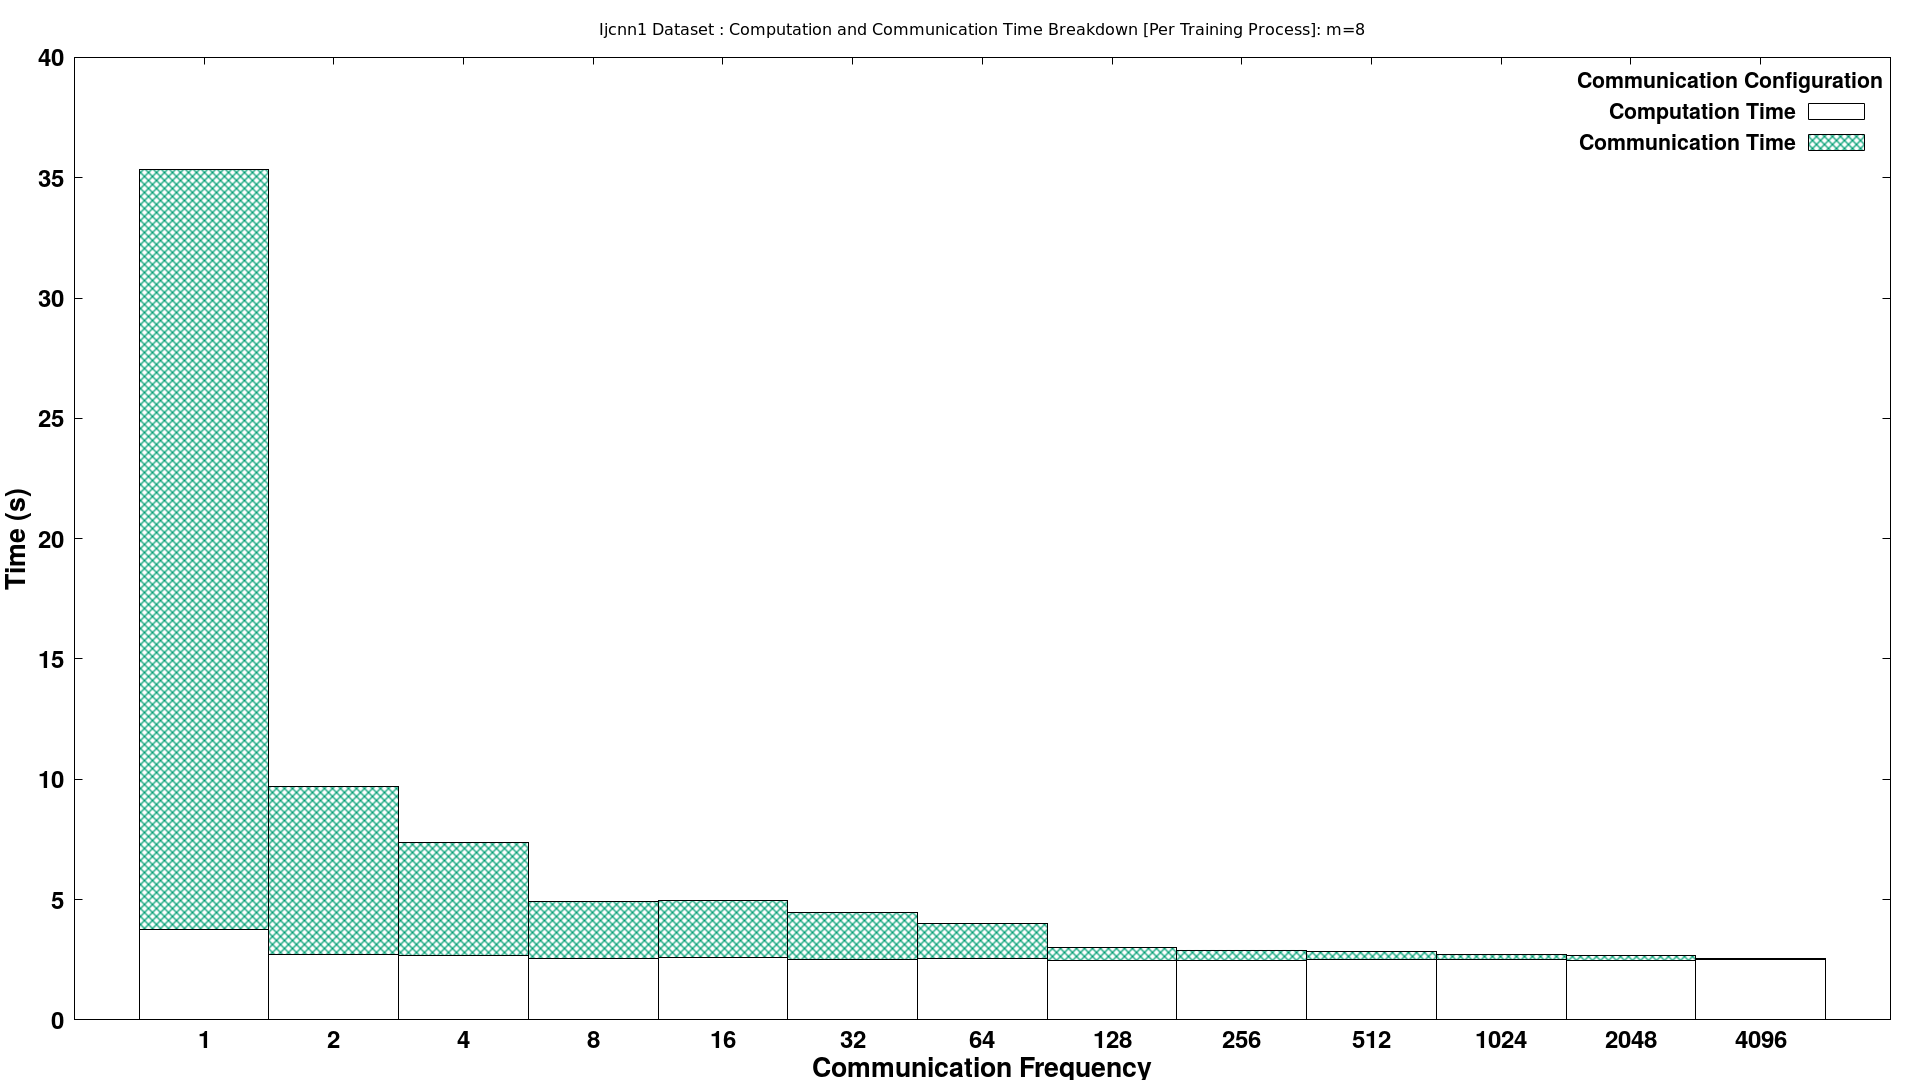 Ijcnn1 Dataset : Computation and Communication Time Breakdown [Per Training Process]: m=8
Communication Configuration
Computation Time
Communication Time
Time (s)
40
35
30
25
20
15
10
5
0
1 2 4 8 16 32 64 128 256 512 1024 2048 4096
Communication Frequency